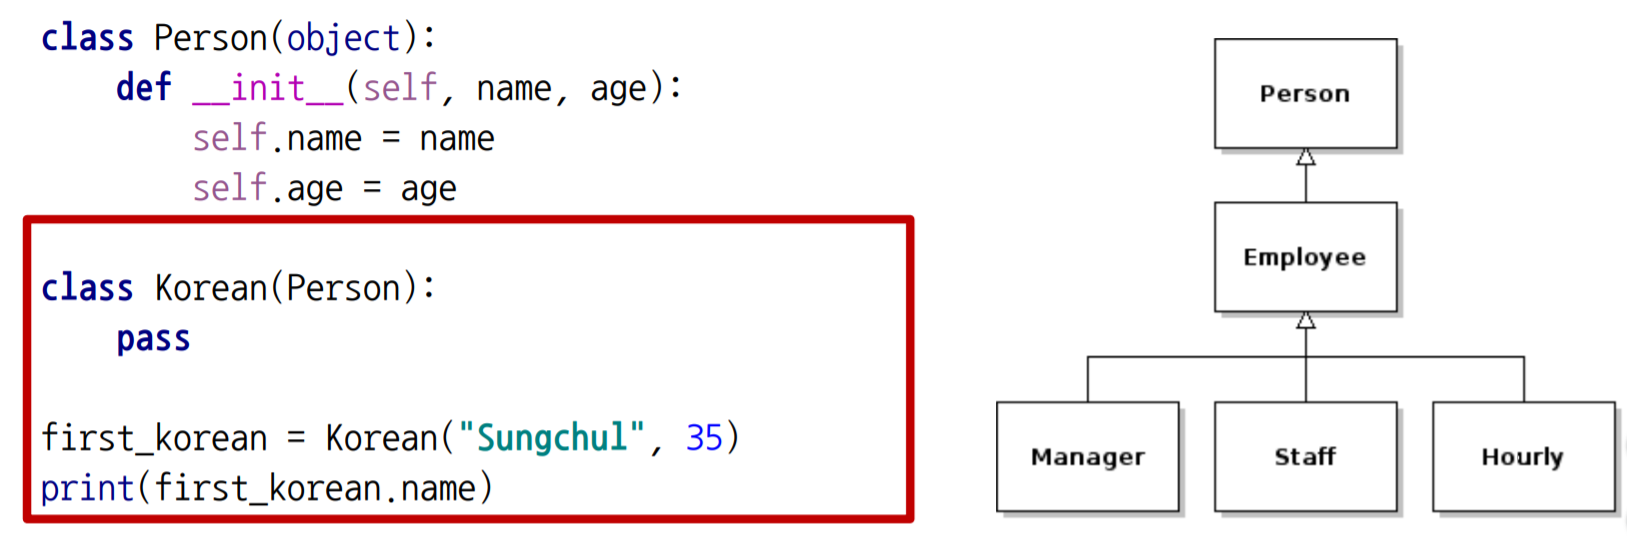 class Person(object):
    def __init__(self, name, age):
        self.name = name
        self.age = age
class Korean(Person):
    pass
first_korean = Korean("Sungchul", 35)
print(first_korean.name)
Person
Employee
Manager
Staff
Hourly